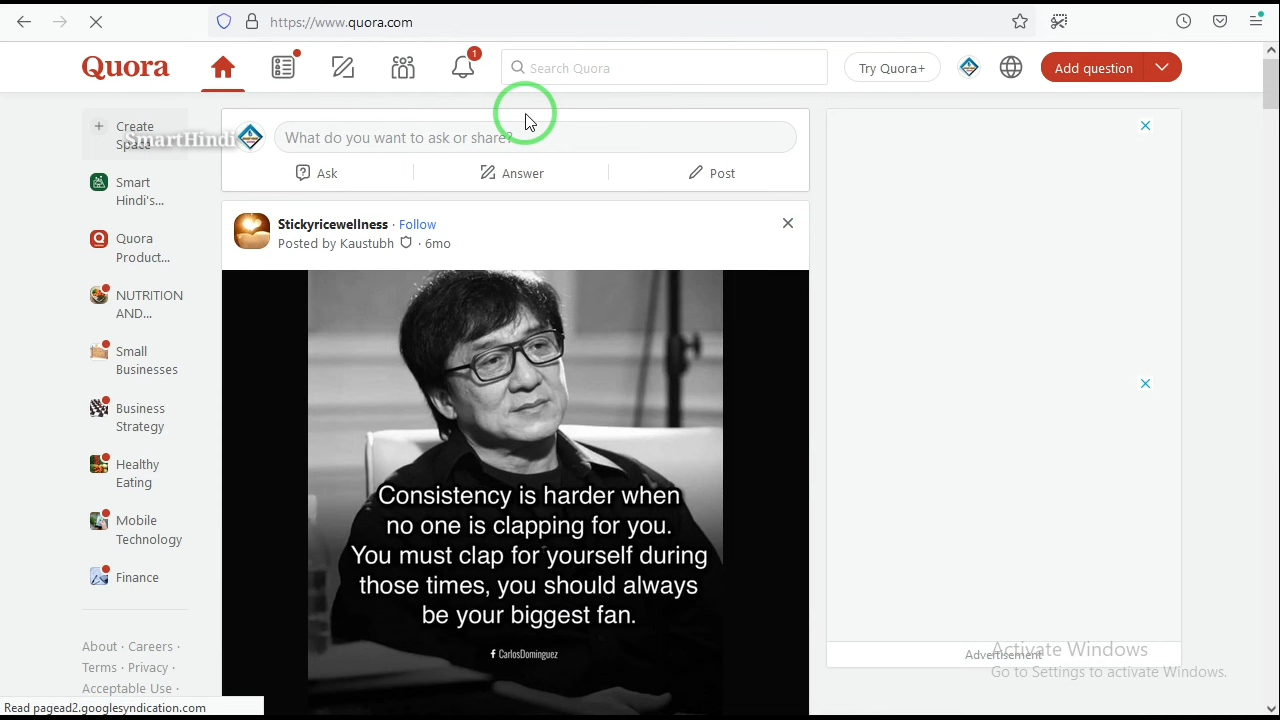 https://www.quora.com
Quora
1
Search Quora
Try Quora+
Add question
Create
Space
SmartHindi
What do you want to ask or share?
Ask
Answer
Post
Smart
Hindi's...
Quora
Product...
NUTRITION
AND...
Small
Businesses
Business
Strategy
Healthy
Eating
Mobile
Technology
Finance
About · Careers ·
Terms · Privacy ·
Acceptable Use ·
Stickyricewellness · Follow
Posted by Kaustubh · 6mo
Consistency is harder when
no one is clapping for you.
You must clap for yourself during
those times, you should always
be your biggest fan.
f CarlosDominguez
Advertisement
Activate Windows
Go to Settings to activate Windows.
Read pagead2.googlesyndication.com